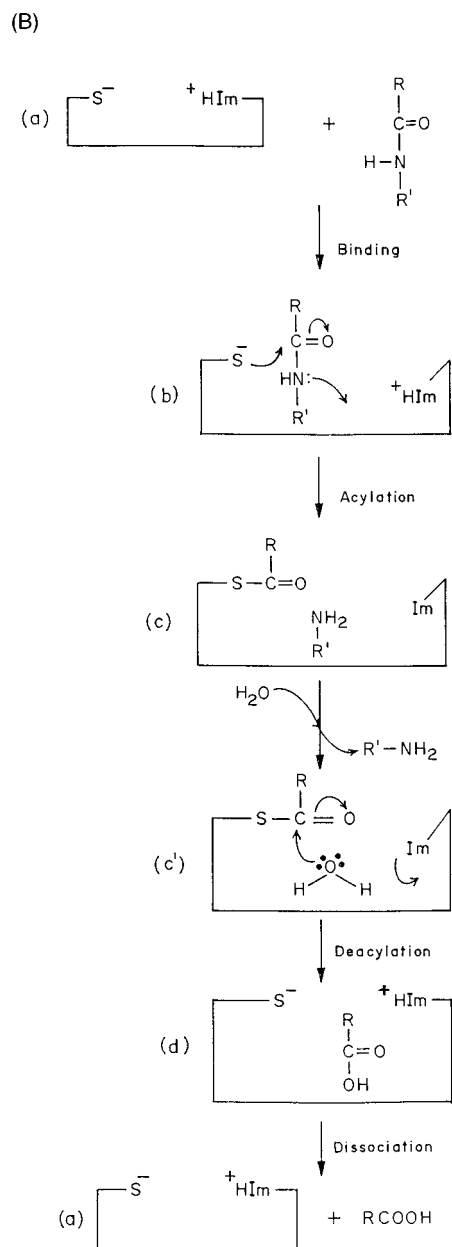 (B)
(a) S⁻ ⁺HIm + R
C=O
H–N
R'
Binding
R
S⁻ C=O
(b) HN: ⁺HIm
R'
Acylation
R
S – C=O
(c) NH₂ Im
R'
H₂O
R'–NH₂
R
S – C = O
(c') O Im
H H
Deacylation
S⁻ ⁺HIm
R
(d) C=O
OH
Dissociation
S⁻ ⁺HIm
(a) + RCOOH